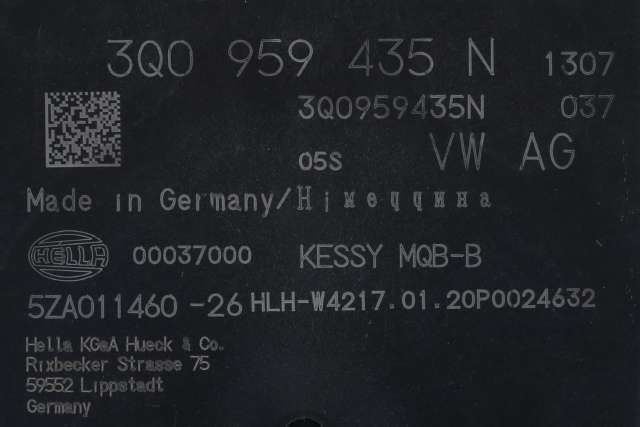 3Q0 959 435 N 1307
3Q0959435N 037
05S VW AG
Made in Germany/Німеччина
HELLA 00037000 KESSY MQB-B
5ZA011460 -26 HLH-W4217.01.20P0024632
Hella KGaA Hueck & Co.
Rixbecker Strasse 75
59552 Lippstadt
Germany